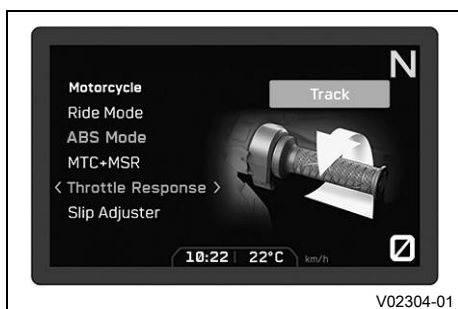 N
Motorcycle
Track
Ride Mode
ABS Mode
MTC+MSR
< Throttle Response >
Slip Adjuster
10:22 22°C km/h
V02304-01